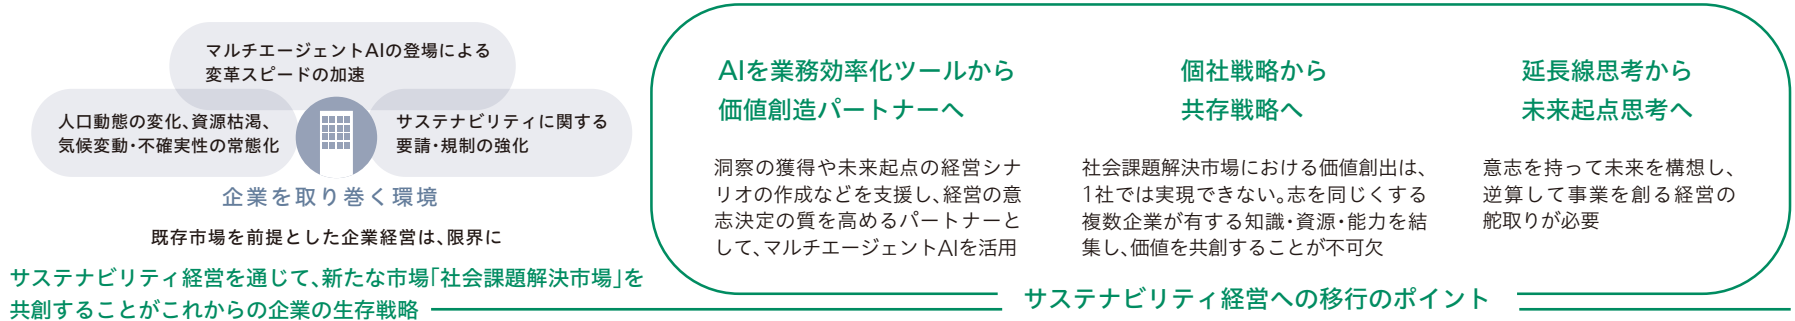 マルチエージェントAIの登場による
変革スピードの加速
人口動態の変化、資源枯渇、
気候変動・不確実性の常態化
サステナビリティに関する
要請・規制の強化
企業を取り巻く環境
既存市場を前提とした企業経営は、限界に
サステナビリティ経営を通じて、新たな市場「社会課題解決市場」を
共創することがこれからの企業の生存戦略
AIを業務効率化ツールから
価値創造パートナーへ
洞察の獲得や未来起点の経営シナ
リオの作成などを支援し、経営の意
志決定の質を高めるパートナーと
して、マルチエージェントAIを活用
個社戦略から
共存戦略へ
社会課題解決市場における価値創出は、
1社では実現できない。志を同じくする
複数企業が有する知識・資源・能力を結
集し、価値を共創することが不可欠
延長線思考から
未来起点思考へ
意志を持って未来を構想し、
逆算して事業を創る経営の
舵取りが必要
サステナビリティ経営への移行のポイント